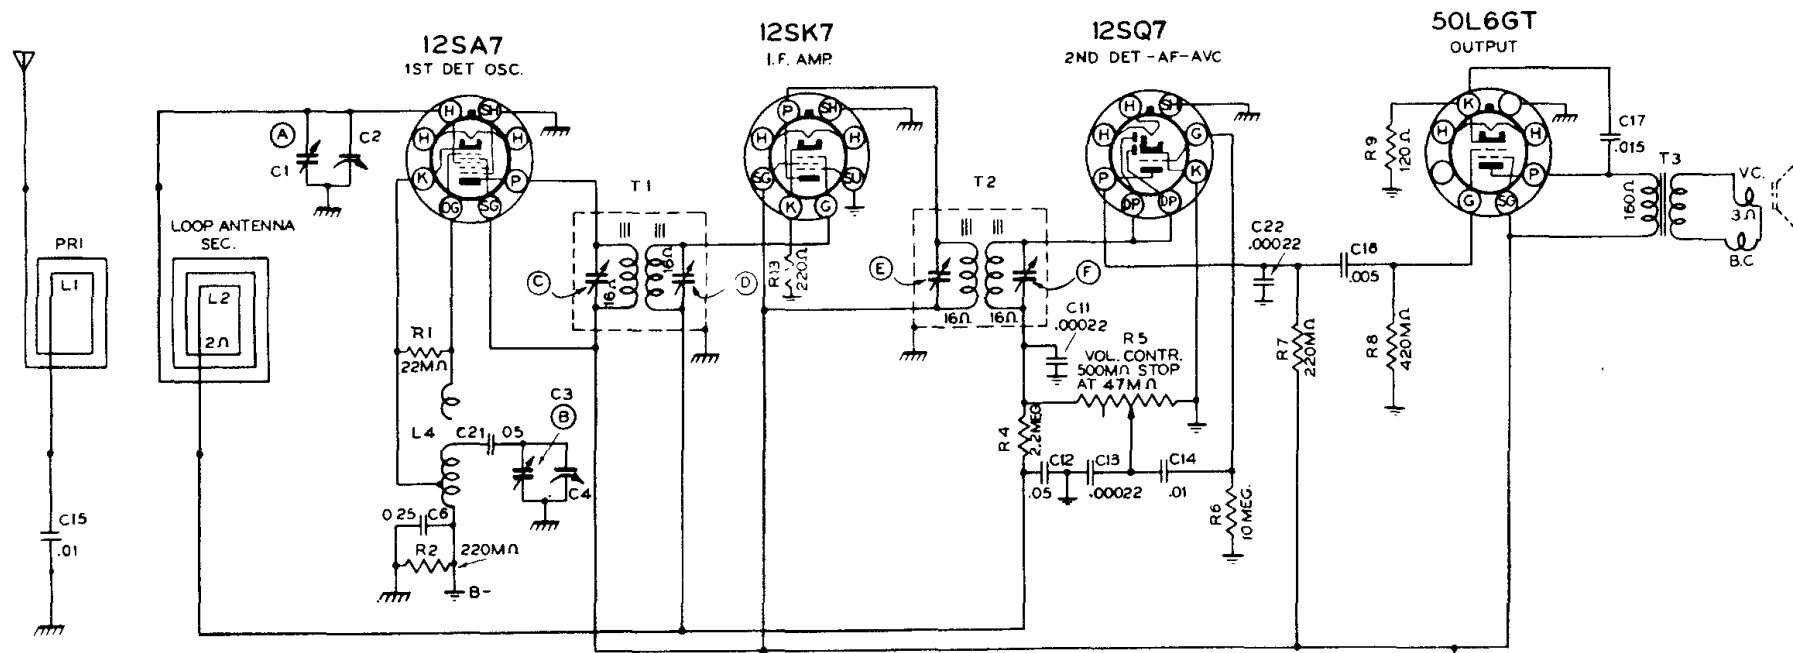 12SA7
1ST DET OSC.
12SK7
I.F. AMP.
12SQ7
2ND DET -AF-AVC
50L6GT
OUTPUT
H
SH
H
H
K
P
OG
SG
P
SH
H
H
SG
SU
K
G
H
SH
H
G
P
K
DP
DP
K
H
H
P
G
SG
A
C1
C2
PRI
L1
LOOP ANTENNA
SEC.
L2
2Ω
C15
.01
R1
22MΩ
L4
C21
05
C3
B
C4
0 25
C6
R2
220MΩ
B-
T1
C
16Ω
16Ω
D
R13
220Ω
T2
E
F
16Ω
16Ω
C11
.00022
R5
VOL. CONTR.
500MΩ STOP
AT 47MΩ
R4
2.2MEG.
C12
.05
C13
.00022
C14
.01
R6
10 MEG.
C22
.00022
R7
220MΩ
C18
.005
R8
420MΩ
R9
120Ω
C17
.015
T3
160Ω
V.C.
3Ω
B.C